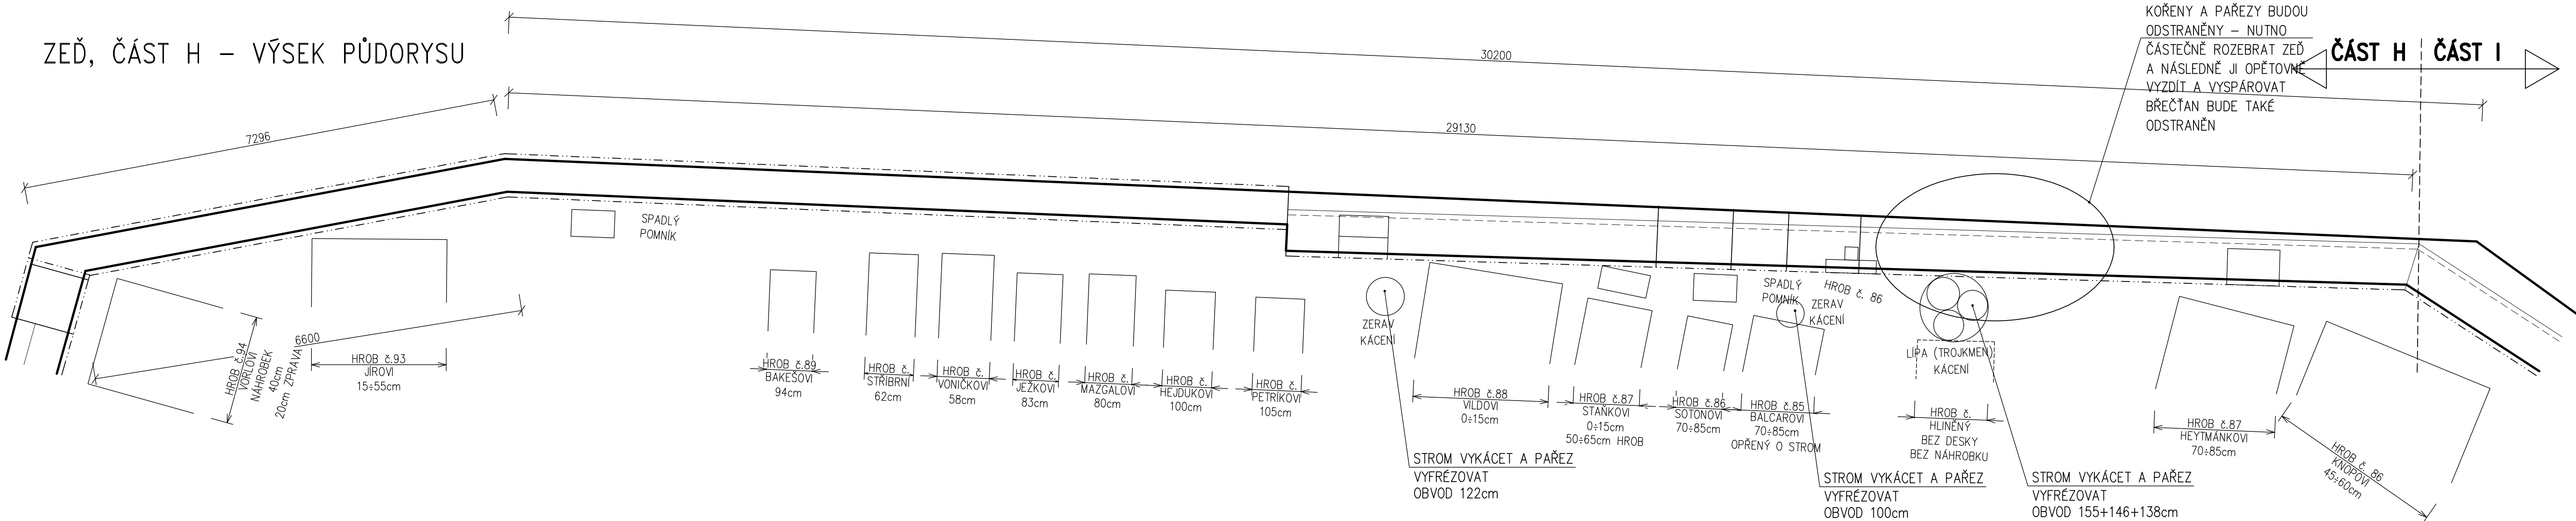 ZEĎ, ČÁST H – VÝSEK PŮDORYSU
30200
KOŘENY A PAŘEZY BUDOU
ODSTRANĚNY – NUTNO
ČÁSTEČNĚ ROZEBRAT ZEĎ
A NÁSLEDNĚ JI OPĚTOVNĚ
VYZDÍT A VYSPÁROVAT
BŘEČŤAN BUDE TAKÉ
ODSTRANĚN
ČÁST H
ČÁST I
7296
29130
SPADLÝ
POMNÍK
6600
HROB č.94
VORLOVI
NÁHROBEK
40cm
20cm ZPRAVA
HROB č.93
JÍROVI
15÷55cm
HROB č.89
BAKEŠOVI
94cm
HROB č.
STŘÍBRNÍ
62cm
HROB č.
VONIČKOVI
58cm
HROB č.
JEŽKOVI
83cm
HROB č.
MAZGALOVI
80cm
HROB č.
HEJDUKOVI
100cm
HROB č.
PETRÍKOVI
105cm
ZERAV
KÁCENÍ
HROB č.88
VILDOVI
0÷15cm
STROM VYKÁCET A PAŘEZ
VYFRÉZOVAT
OBVOD 122cm
HROB č.87
STAŇKOVI
0÷15cm
50÷65cm HROB
HROB č.86
SOTONOVI
70÷85cm
HROB č.85
BALCAROVI
70÷85cm
OPŘENÝ O STROM
SPADLÝ
POMNÍK
HROB č. 86
ZERAV
KÁCENÍ
STROM VYKÁCET A PAŘEZ
VYFRÉZOVAT
OBVOD 100cm
LÍPA (TROJKMEN)
KÁCENÍ
HROB č.
HLINĚNÝ
BEZ DESKY
BEZ NÁHROBKU
STROM VYKÁCET A PAŘEZ
VYFRÉZOVAT
OBVOD 155+146+138cm
HROB č.87
HEYTMÁNKOVI
70÷85cm
HROB č. 86
KNOPOVI
45÷60cm